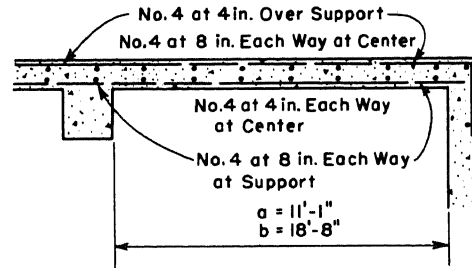 No. 4 at 4in. Over Support
No. 4 at 8 in. Each Way at Center
No.4 at 4 in. Each Way
at Center
No. 4 at 8 in. Each Way
at Support
a = 11'-1"
b = 18'-8"